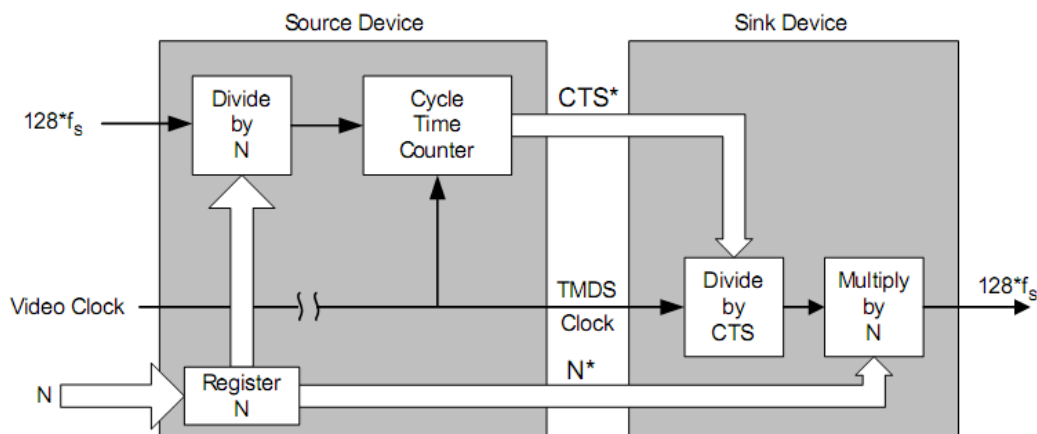 Source Device
Sink Device
128*fs
Divide
by
N
Cycle
Time
Counter
CTS*
Video Clock
TMDS
Clock
Divide
by
CTS
Multiply
by
N
128*fs
N
Register
N
N*